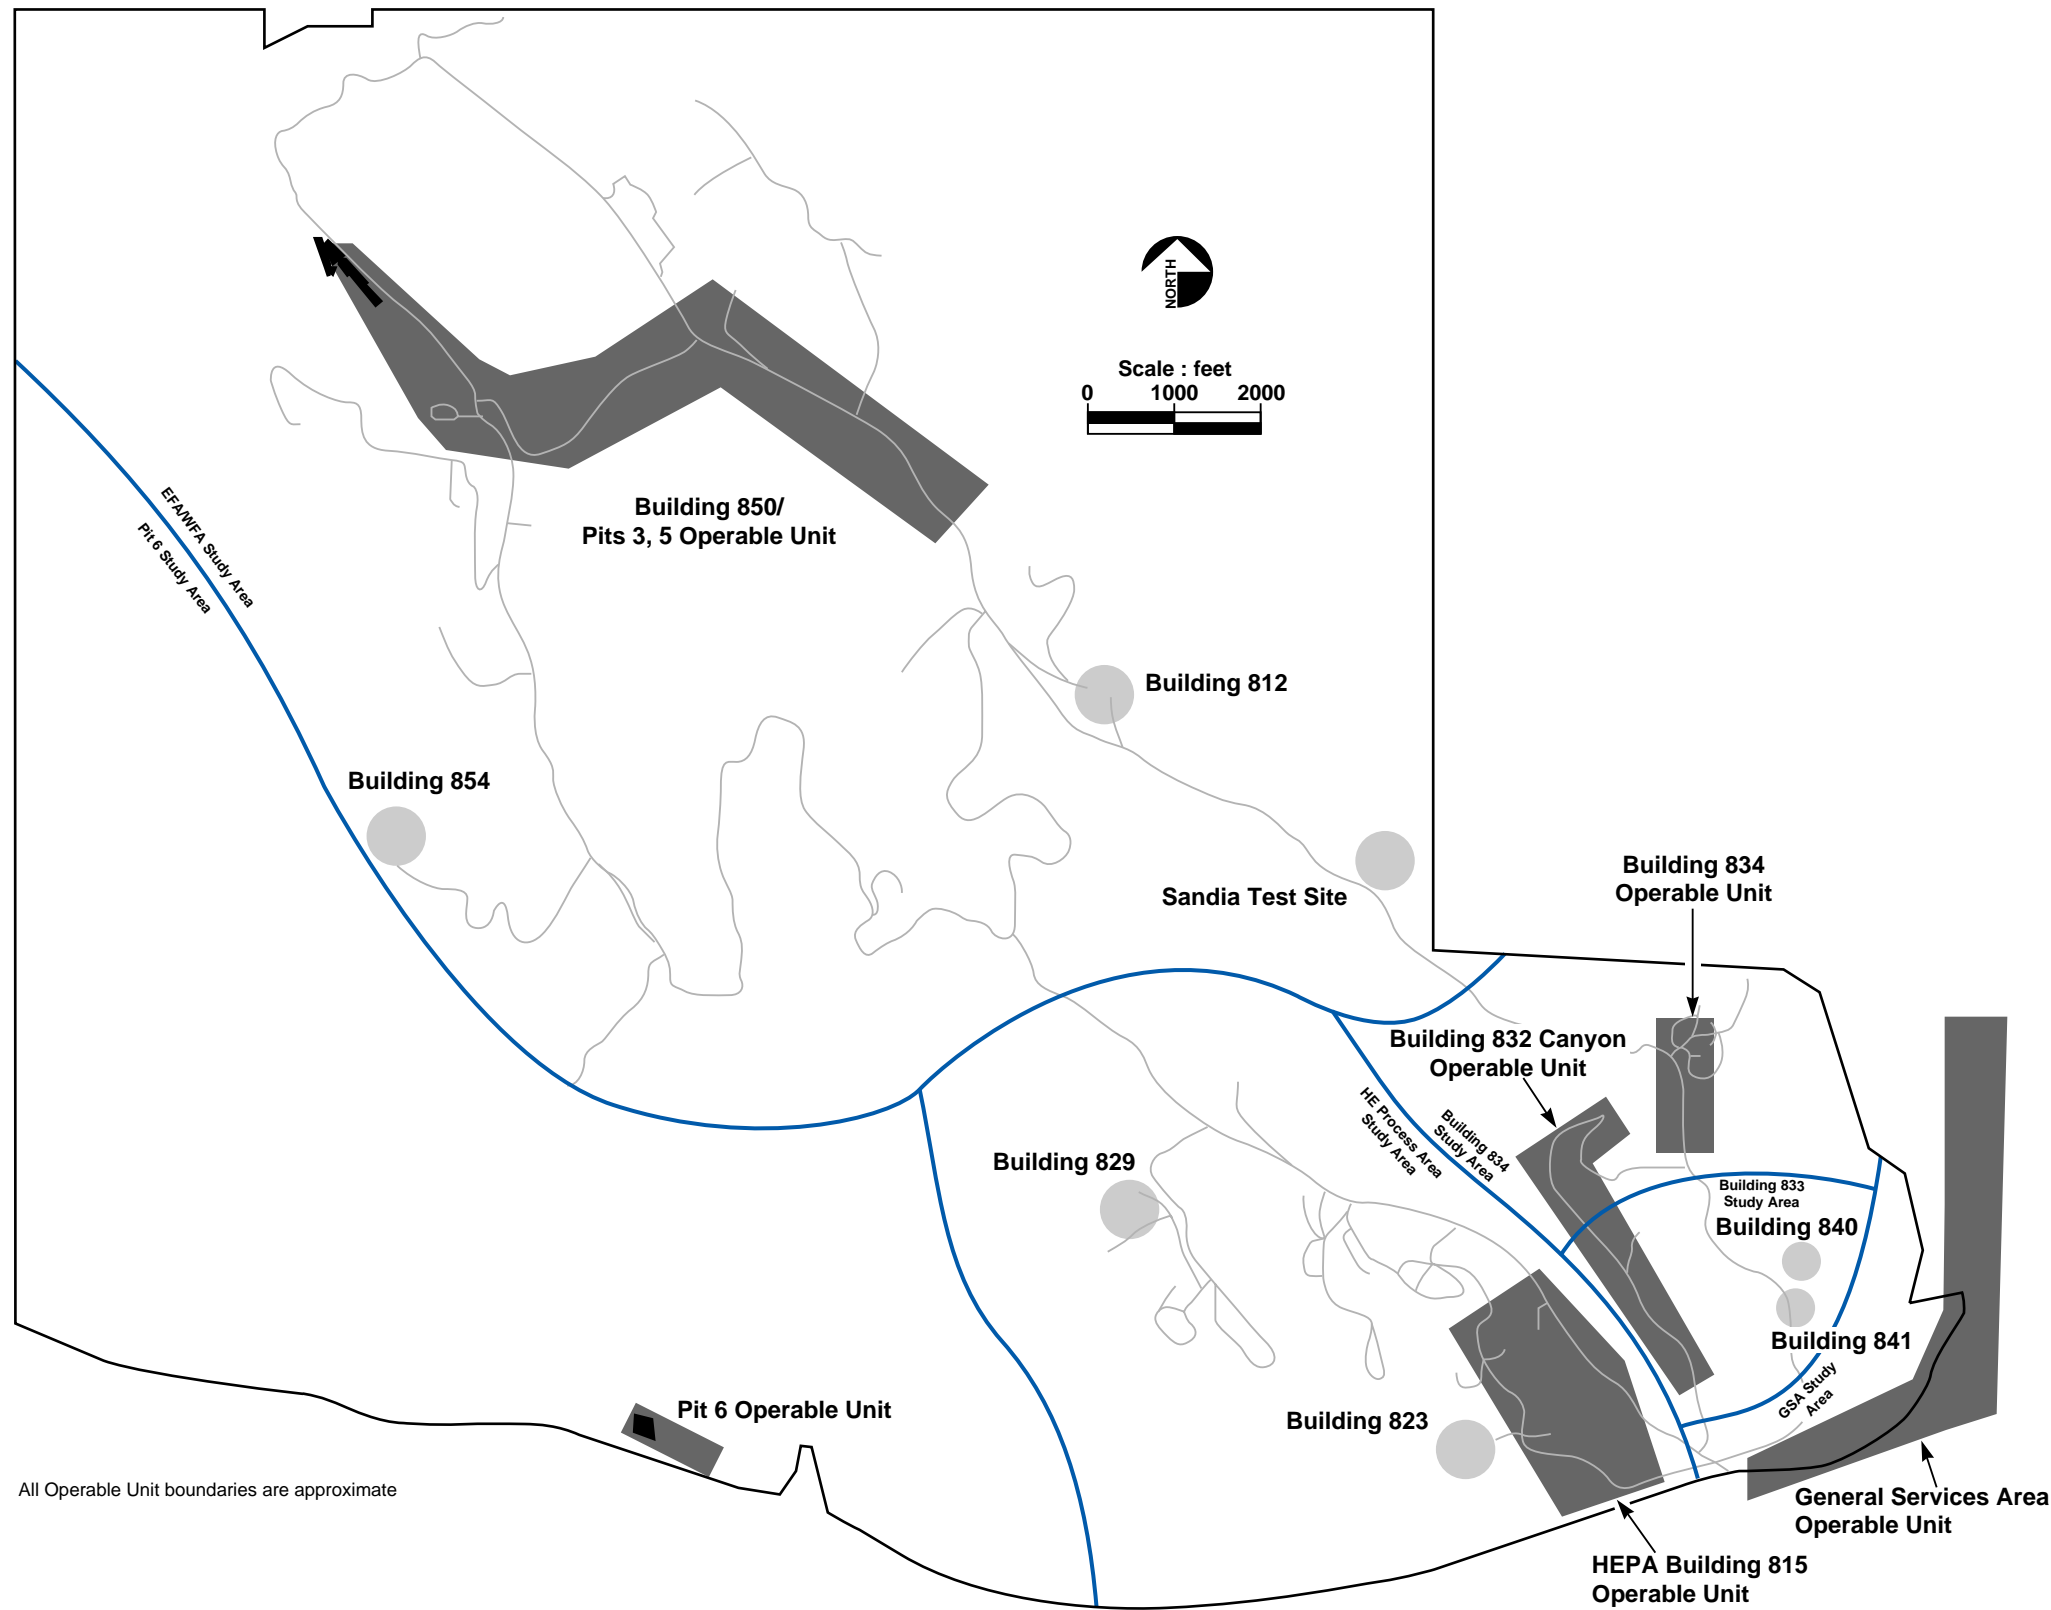 NORTH
Scale : feet
0 1000 2000
Building 850/
Pits 3, 5 Operable Unit
EFA/WFA Study Area
Pit 6 Study Area
Building 812
Building 854
Sandia Test Site
Building 834
Operable Unit
Building 832 Canyon
Operable Unit
HE Process Area
Study Area
Building 834
Study Area
Building 829
Building 833
Study Area
Building 840
Building 841
GSA Study
Area
Pit 6 Operable Unit
Building 823
All Operable Unit boundaries are approximate
General Services Area
Operable Unit
HEPA Building 815
Operable Unit